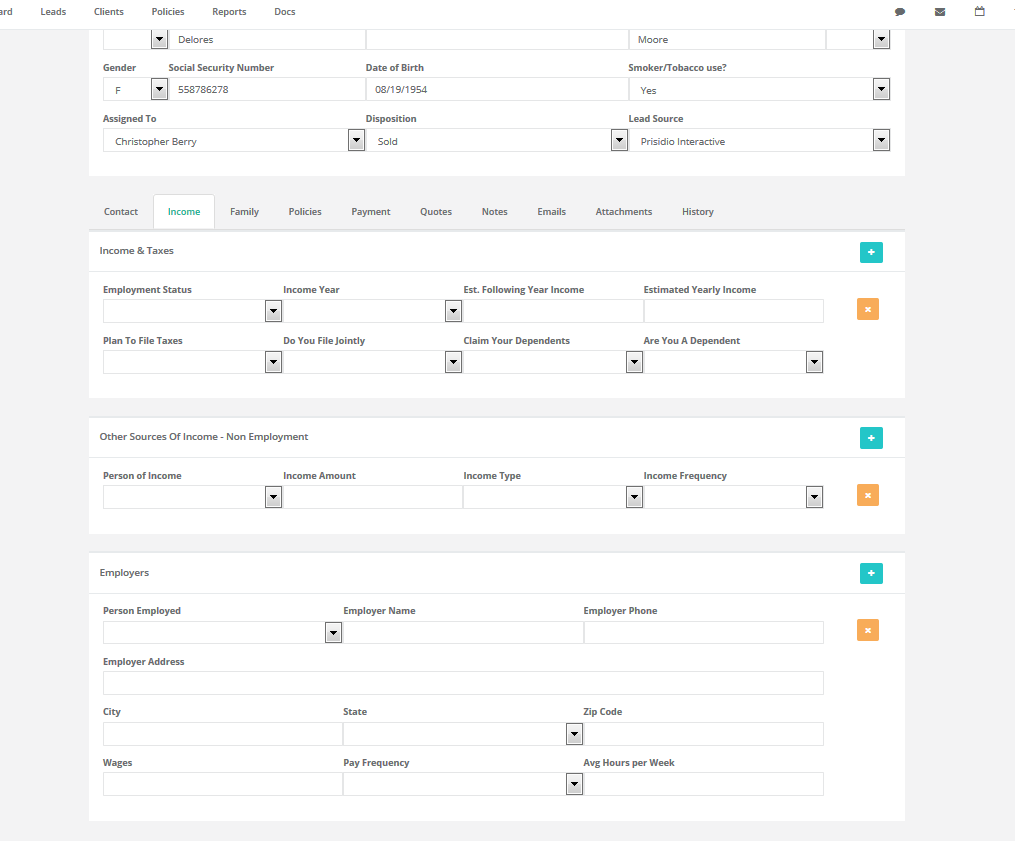 ard Leads Clients Policies Reports Docs
Delores Moore
Gender Social Security Number Date of Birth Smoker/Tobacco use?
F 558786278 08/19/1954 Yes
Assigned To Disposition Lead Source
Christopher Berry Sold Prisidio Interactive
Contact Income Family Policies Payment Quotes Notes Emails Attachments History
Income & Taxes
Employment Status Income Year Est. Following Year Income Estimated Yearly Income
Plan To File Taxes Do You File Jointly Claim Your Dependents Are You A Dependent
Other Sources Of Income - Non Employment
Person of Income Income Amount Income Type Income Frequency
Employers
Person Employed Employer Name Employer Phone
Employer Address
City State Zip Code
Wages Pay Frequency Avg Hours per Week